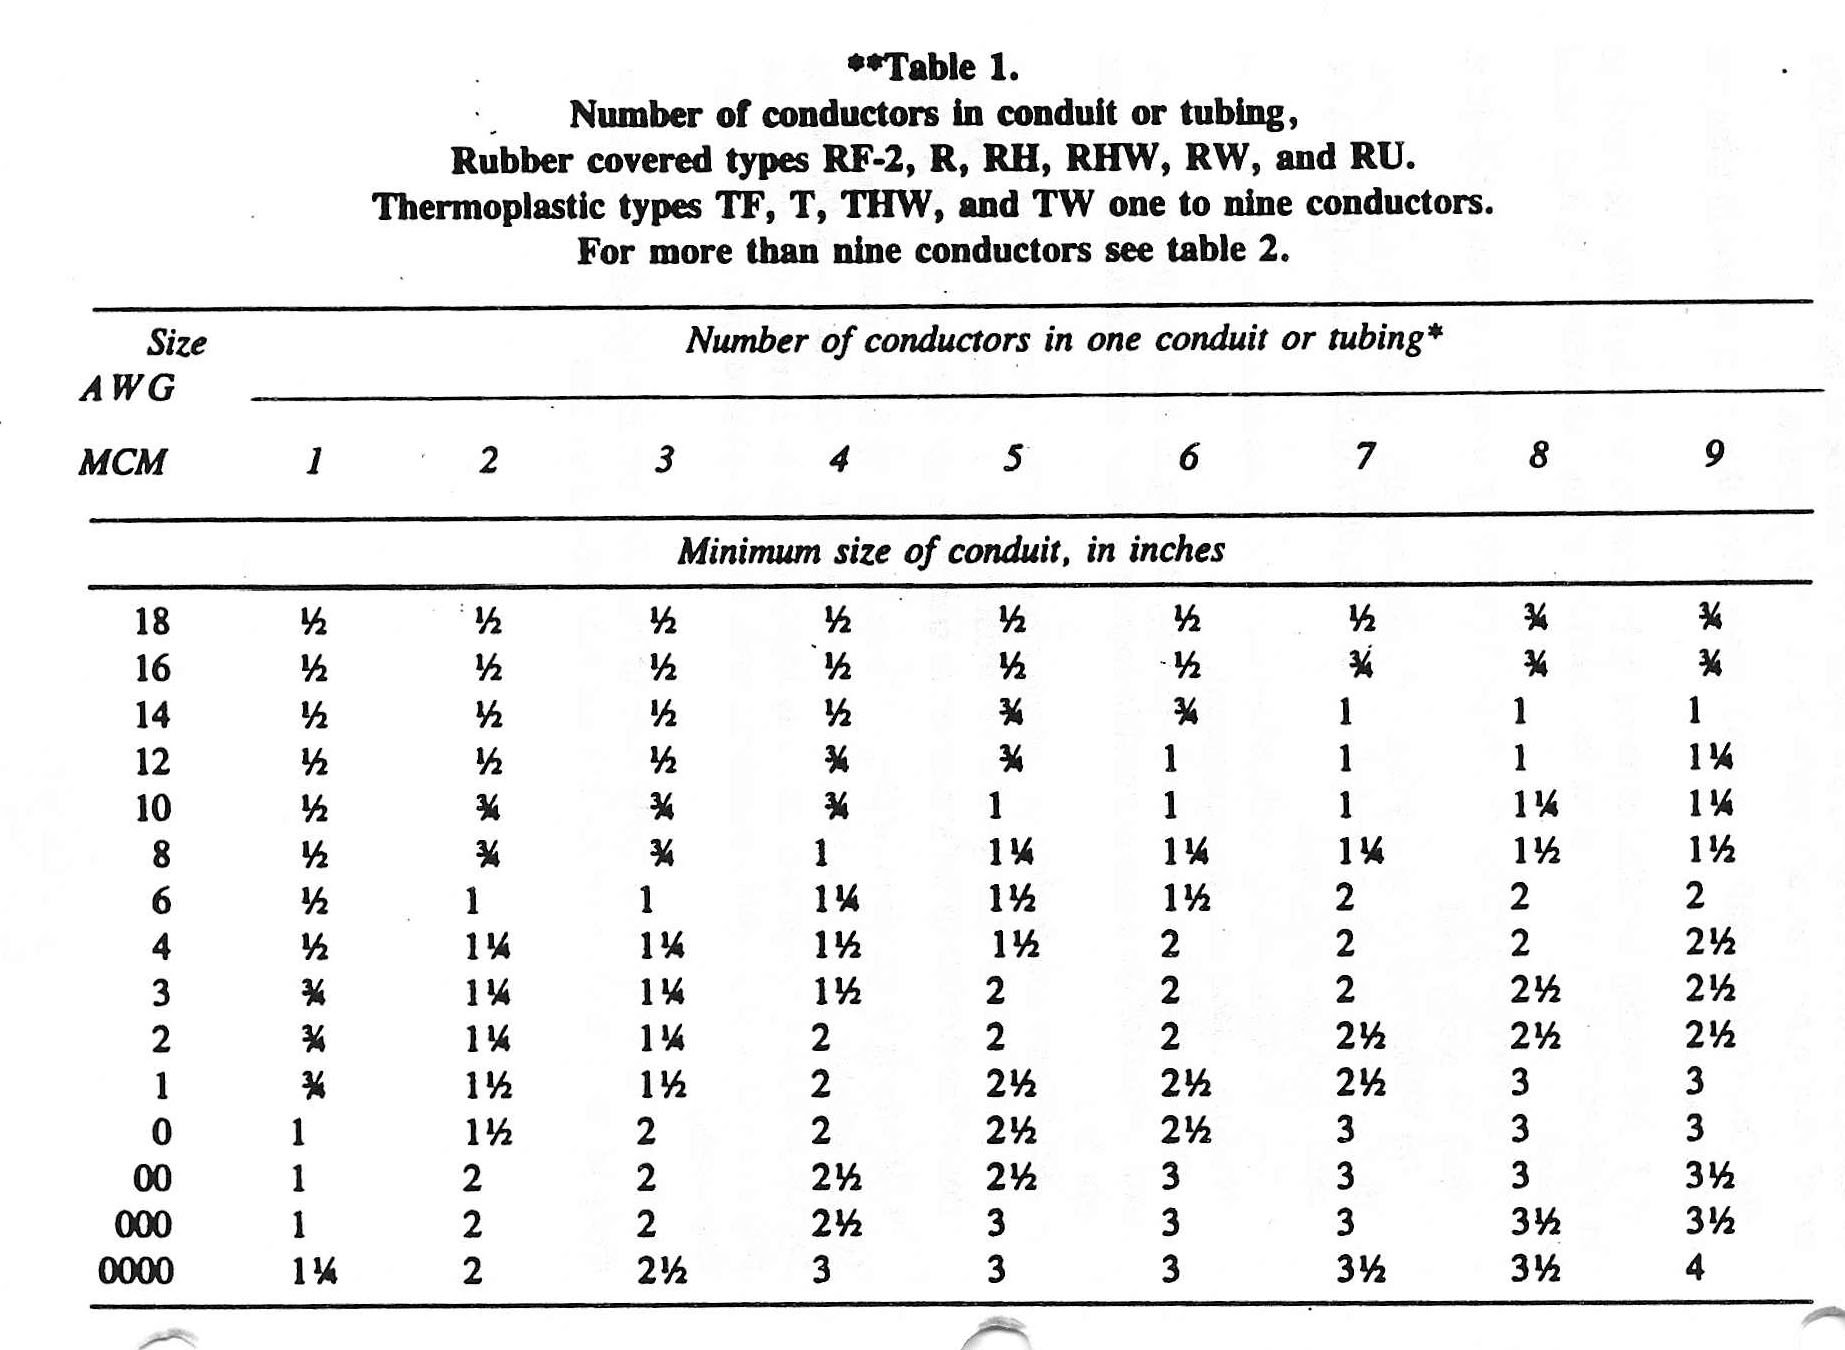 **Table 1.
Number of conductors in conduit or tubing,
Rubber covered types RF-2, R, RH, RHW, RW, and RU.
Thermoplastic types TF, T, THW, and TW one to nine conductors.
For more than nine conductors see table 2.
Size Number of conductors in one conduit or tubing*
AWG
MCM 1 2 3 4 5 6 7 8 9
Minimum size of conduit, in inches
18 ½ ½ ½ ½ ½ ½ ½ ¾ ¾
16 ½ ½ ½ ½ ½ ½ ¾ ¾ ¾
14 ½ ½ ½ ½ ¾ ¾ 1 1 1
12 ½ ½ ½ ¾ ¾ 1 1 1 1¼
10 ½ ¾ ¾ ¾ 1 1 1 1¼ 1¼
8 ½ ¾ ¾ 1 1¼ 1¼ 1¼ 1½ 1½
6 ½ 1 1 1¼ 1½ 1½ 2 2 2
4 ½ 1¼ 1¼ 1½ 1½ 2 2 2 2½
3 ¾ 1¼ 1¼ 1½ 2 2 2 2½ 2½
2 ¾ 1¼ 1¼ 2 2 2 2½ 2½ 2½
1 ¾ 1½ 1½ 2 2½ 2½ 2½ 3 3
0 1 1½ 2 2 2½ 2½ 3 3 3
00 1 2 2 2½ 2½ 3 3 3 3½
000 1 2 2 2½ 3 3 3 3½ 3½
0000 1¼ 2 2½ 3 3 3 3½ 3½ 4